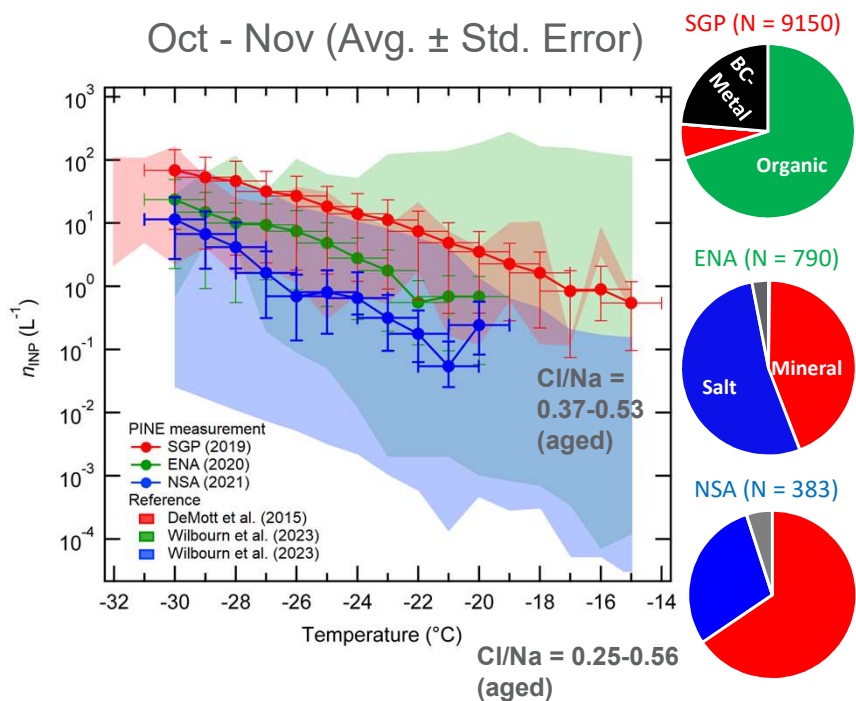 Oct - Nov (Avg. ± Std. Error)
SGP (N = 9150)
BC-
Metal
Organic
ENA (N = 790)
Salt
Mineral
NSA (N = 383)
n_INP (L⁻¹)
10³
10²
10¹
10⁰
10⁻¹
10⁻²
10⁻³
10⁻⁴
Cl/Na =
0.37-0.53
(aged)
PINE measurement
SGP (2019)
ENA (2020)
NSA (2021)
Reference
DeMott et al. (2015)
Wilbourn et al. (2023)
Wilbourn et al. (2023)
-32 -30 -28 -26 -24 -22 -20 -18 -16 -14
Temperature (°C)
Cl/Na = 0.25-0.56
(aged)